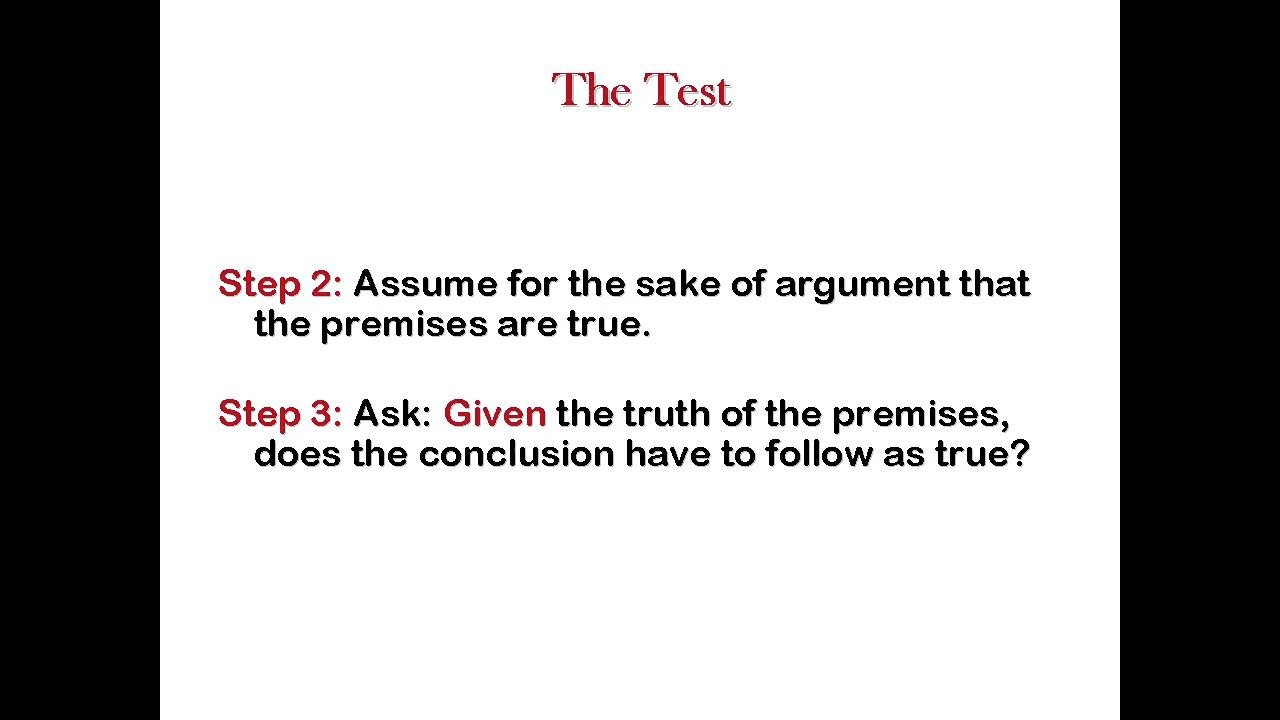 The Test
Step 2: Assume for the sake of argument that
the premises are true.
Step 3: Ask: Given the truth of the premises,
does the conclusion have to follow as true?